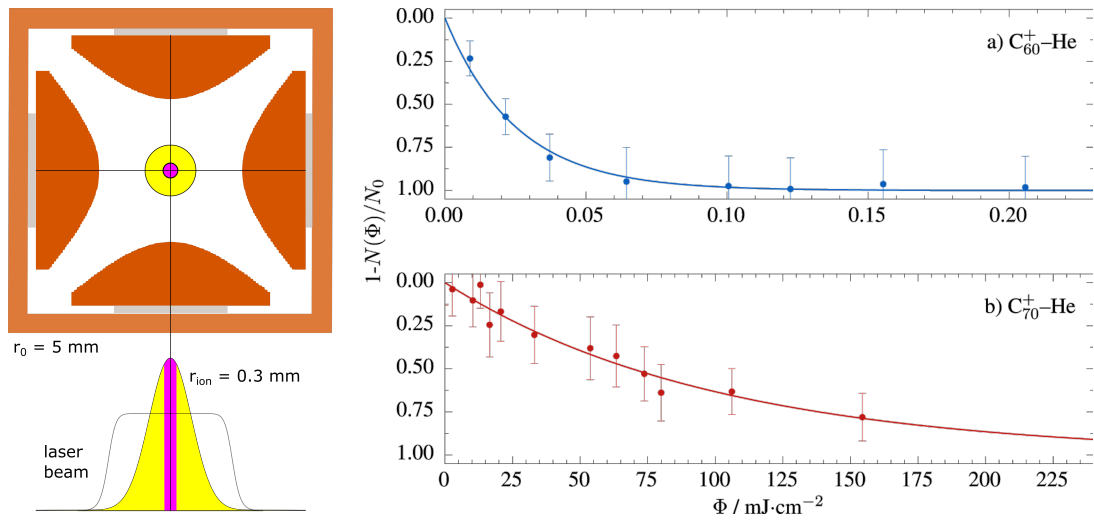 r₀ = 5 mm
r_ion = 0.3 mm
laser
beam
1-N(Φ)/N₀
0.00
0.25
0.50
0.75
1.00
a) C₆₀⁺–He
0.00 0.05 0.10 0.15 0.20
0.00
0.25
0.50
0.75
1.00
b) C₇₀⁺–He
0 25 50 75 100 125 150 175 200 225
Φ / mJ·cm⁻²